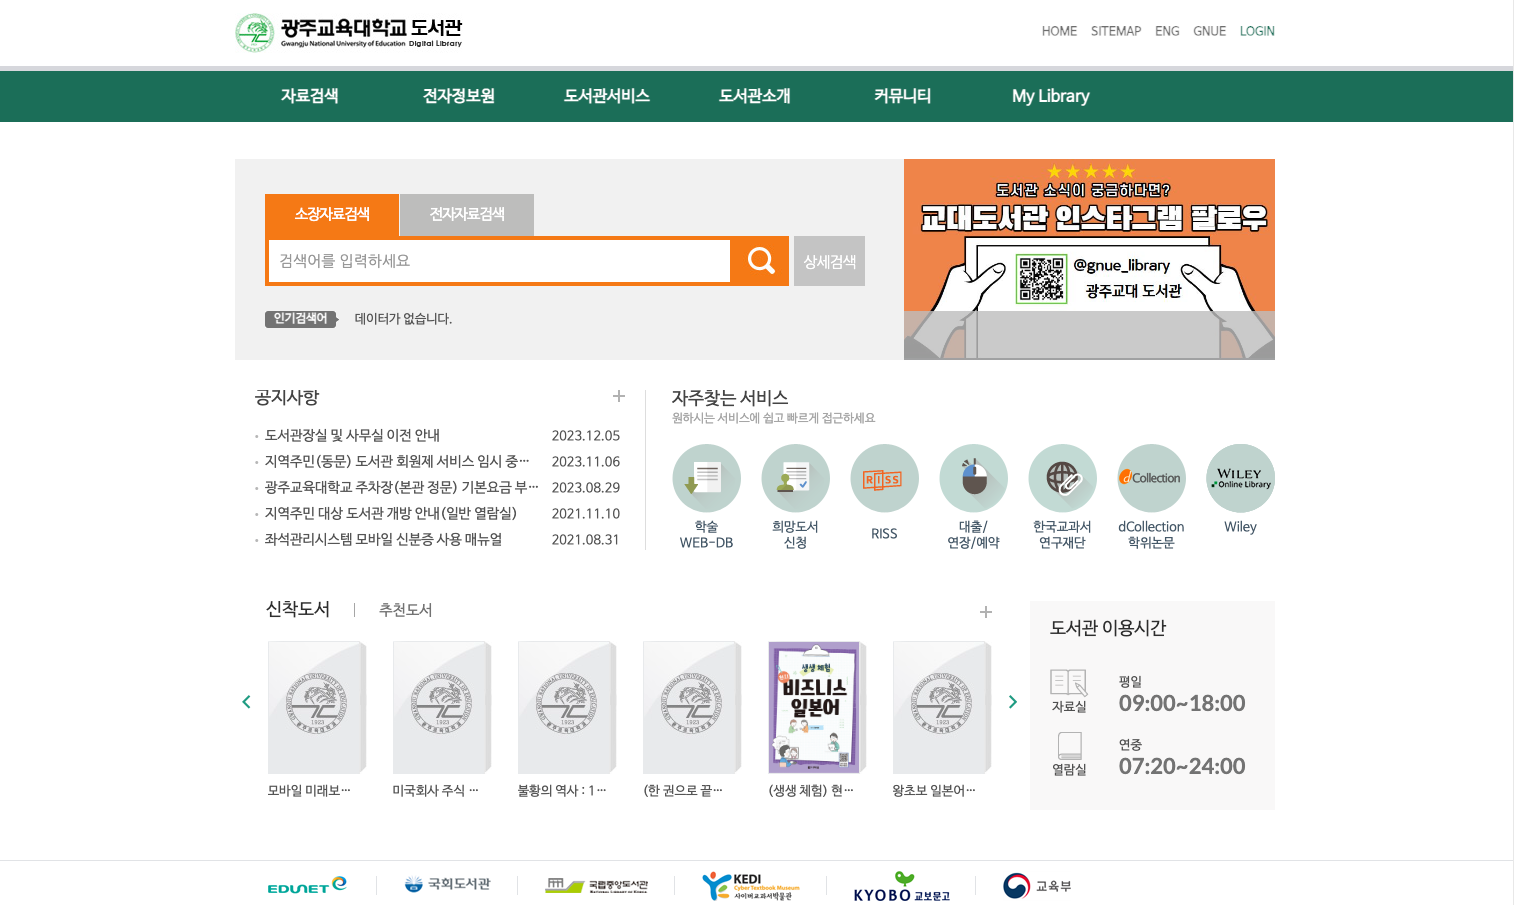 광주교육대학교 도서관
Gwangju National University of Education Digital Library
HOME SITEMAP ENG GNUE LOGIN
자료검색 전자정보원 도서관서비스 도서관소개 커뮤니티 My Library
소장자료검색 전자자료검색
검색어를 입력하세요
상세검색
인기검색어 데이터가 없습니다.
도서관 소식이 궁금하다면?
교대도서관 인스타그램 팔로우
@gnue_library
광주교대 도서관
공지사항
도서관장실 및 사무실 이전 안내 2023.12.05
지역주민(동문) 도서관 회원제 서비스 임시 중… 2023.11.06
광주교육대학교 주차장(본관 정문) 기본요금 부… 2023.08.29
지역주민 대상 도서관 개방 안내(일반 열람실) 2021.11.10
좌석관리시스템 모바일 신분증 사용 매뉴얼 2021.08.31
자주찾는 서비스
원하시는 서비스에 쉽고 빠르게 접근하세요
RISS
dCollection
WILEY
Online Library
학술
WEB-DB
희망도서
신청
RISS
대출/
연장/예약
한국교과서
연구재단
dCollection
학위논문
Wiley
신착도서 추천도서
생생 체험
비즈니스
일본어
모바일 미래보…
미국회사 주식 …
불황의 역사 : 1…
(한 권으로 끝…
(생생 체험) 현…
왕초보 일본어…
도서관 이용시간
자료실
평일
09:00~18:00
열람실
연중
07:20~24:00
EDUNET
국회도서관
국립중앙도서관
NATIONAL LIBRARY OF KOREA
KEDI
Cyber Textbook Museum
사이버교과서박물관
KYOBO 교보문고
교육부